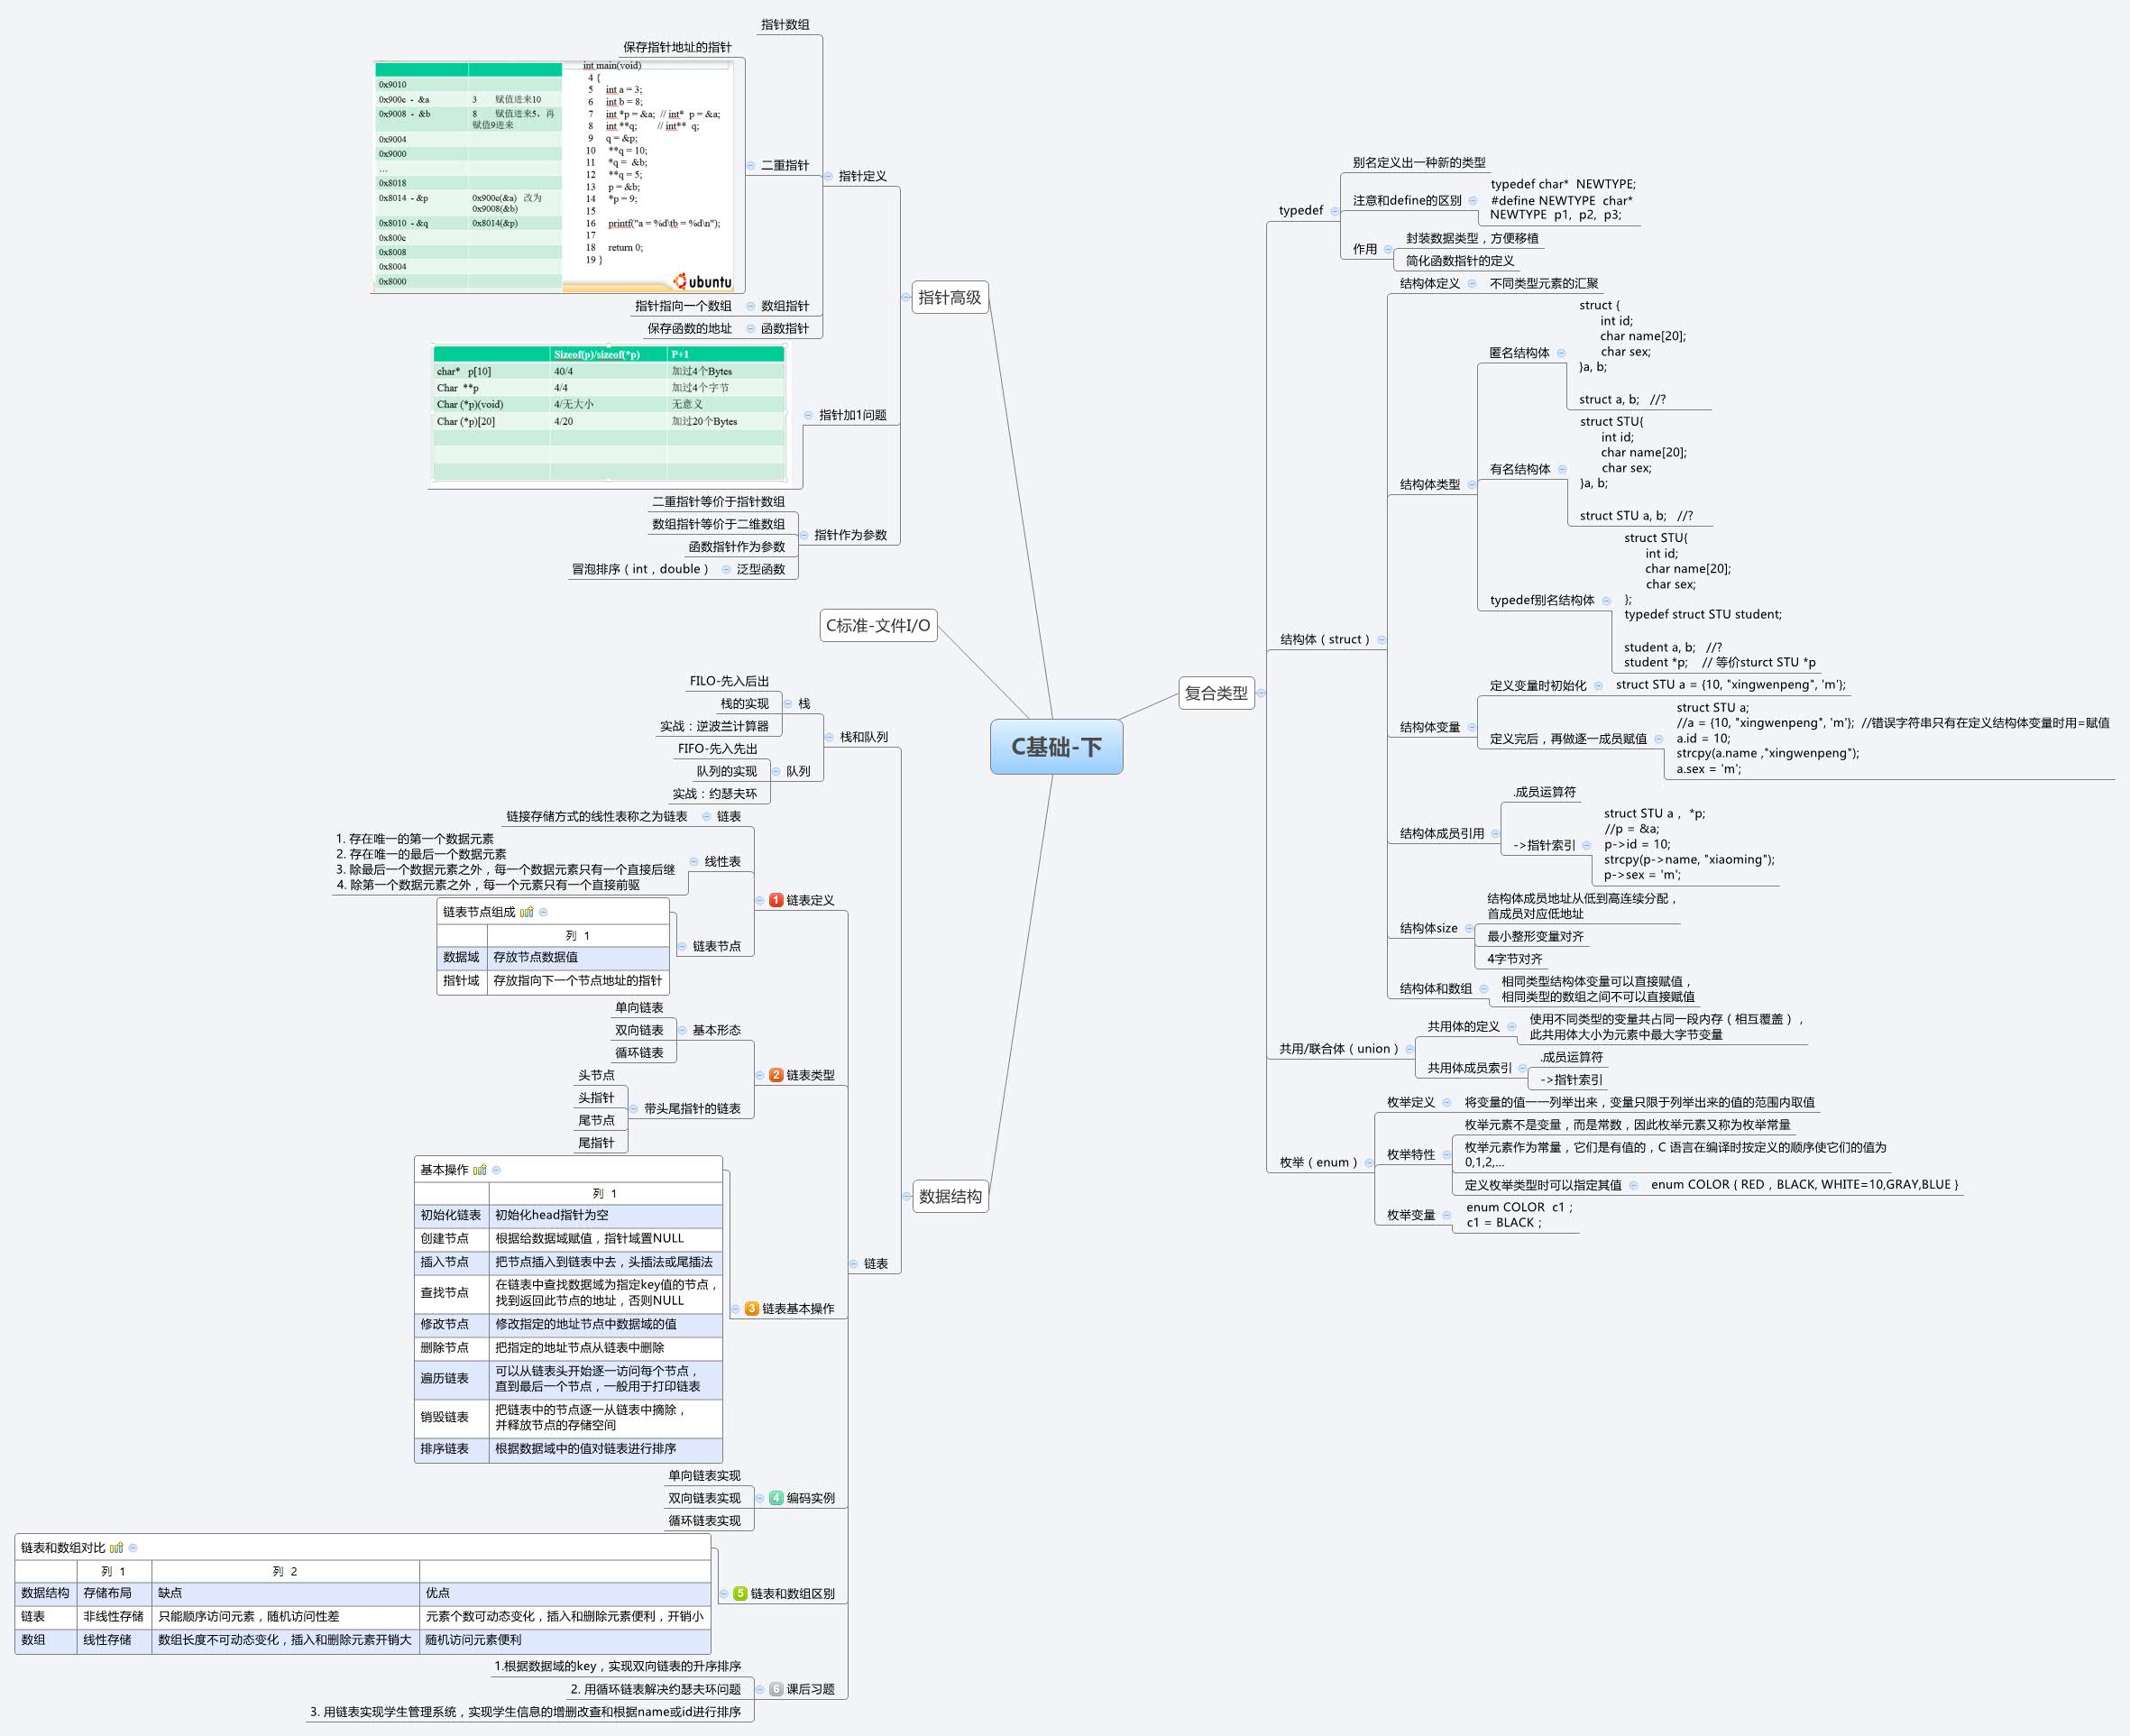 指针数组
保存指针地址的指针
int main(void)
4 {
5 int a = 3;
6 int b = 8;
7 int *p = &a; // int* p = &a;
8 int **q; // int** q;
9 q = &p;
10 **q = 10;
11 *q = &b;
12 **q = 5;
13 p = &b;
14 *p = 9;
15
16 printf("a = %d\tb = %d\n");
17
18 return 0;
19 }
ubuntu
0x9010
0x900c - &a 3 赋值进来10
0x9008 - &b 8 赋值进来5，再
赋值9进来
0x9004
0x9000
...
0x8018
0x8014 - &p 0x900c(&a) 改为
0x9008(&b)
0x8010 - &q 0x8014(&p)
0x800c
0x8008
0x8004
0x8000
二重指针
指针定义
指针指向一个数组 数组指针
保存函数的地址 函数指针
指针高级
Sizeof(p)/sizeof(*p) P+1
char* p[10] 40/4 加过4个Bytes
Char **p 4/4 加过4个字节
Char (*p)(void) 4/无大小 无意义
Char (*p)[20] 4/20 加过20个Bytes
指针加1问题
二重指针等价于指针数组
数组指针等价于二维数组
指针作为参数
函数指针作为参数
冒泡排序（int，double） 泛型函数
C标准-文件I/O
C基础-下
FILO-先入后出
栈的实现 栈
实战：逆波兰计算器
栈和队列
FIFO-先入先出
队列的实现 队列
实战：约瑟夫环
链接存储方式的线性表称之为链表 链表
1. 存在唯一的第一个数据元素
2. 存在唯一的最后一个数据元素
3. 除最后一个数据元素之外，每一个数据元素只有一个直接后继
4. 除第一个数据元素之外，每一个元素只有一个直接前驱
线性表
1 链表定义
链表节点组成
列 1
数据域 存放节点数据值
指针域 存放指向下一个节点地址的指针
链表节点
单向链表
双向链表 基本形态
循环链表
2 链表类型
头节点
头指针
带头尾指针的链表
尾节点
尾指针
数据结构
链表
基本操作
列 1
初始化链表 初始化head指针为空
创建节点 根据给数据域赋值，指针域置NULL
插入节点 把节点插入到链表中去，头插法或尾插法
查找节点 在链表中查找数据域为指定key值的节点，
找到返回此节点的地址，否则NULL
修改节点 修改指定的地址节点中数据域的值
删除节点 把指定的地址节点从链表中删除
遍历链表 可以从链表头开始逐一访问每个节点，
直到最后一个节点，一般用于打印链表
销毁链表 把链表中的节点逐一从链表中摘除，
并释放节点的存储空间
排序链表 根据数据域中的值对链表进行排序
3 链表基本操作
单向链表实现
双向链表实现 4 编码实例
循环链表实现
链表和数组对比
列 1 列 2
数据结构 存储布局 缺点 优点
链表 非线性存储 只能顺序访问元素，随机访问性差 元素个数可动态变化，插入和删除元素便利，开销小
数组 线性存储 数组长度不可动态变化，插入和删除元素开销大 随机访问元素便利
5 链表和数组区别
1.根据数据域的key，实现双向链表的升序排序
2. 用循环链表解决约瑟夫环问题 6 课后习题
3. 用链表实现学生管理系统，实现学生信息的增删改查和根据name或id进行排序
复合类型
typedef
别名定义出一种新的类型
注意和define的区别
typedef char* NEWTYPE;
#define NEWTYPE char*
NEWTYPE p1, p2, p3;
作用
封装数据类型，方便移植
简化函数指针的定义
结构体（struct）
结构体定义 不同类型元素的汇聚
结构体类型
匿名结构体
struct {
int id;
char name[20];
char sex;
}a, b;
struct a, b; //?
有名结构体
struct STU{
int id;
char name[20];
char sex;
}a, b;
struct STU a, b; //?
typedef别名结构体
struct STU{
int id;
char name[20];
char sex;
};
typedef struct STU student;
student a, b; //?
student *p; // 等价sturct STU *p
结构体变量
定义变量时初始化 struct STU a = {10, "xingwenpeng", 'm'};
定义完后，再做逐一成员赋值
struct STU a;
//a = {10, "xingwenpeng", 'm'}; //错误字符串只有在定义结构体变量时用=赋值
a.id = 10;
strcpy(a.name ,"xingwenpeng");
a.sex = 'm';
结构体成员引用
.成员运算符
->指针索引
struct STU a， *p;
//p = &a;
p->id = 10;
strcpy(p->name, "xiaoming");
p->sex = 'm';
结构体size
结构体成员地址从低到高连续分配，
首成员对应低地址
最小整形变量对齐
4字节对齐
结构体和数组
相同类型结构体变量可以直接赋值，
相同类型的数组之间不可以直接赋值
共用/联合体（union）
共用体的定义
使用不同类型的变量共占同一段内存（相互覆盖），
此共用体大小为元素中最大字节变量
共用体成员索引
.成员运算符
->指针索引
枚举（enum）
枚举定义 将变量的值一一列举出来，变量只限于列举出来的值的范围内取值
枚举特性
枚举元素不是变量，而是常数，因此枚举元素又称为枚举常量
枚举元素作为常量，它们是有值的，C 语言在编译时按定义的顺序使它们的值为
0,1,2,...
定义枚举类型时可以指定其值 enum COLOR { RED，BLACK, WHITE=10,GRAY,BLUE }
枚举变量
enum COLOR c1；
c1 = BLACK；